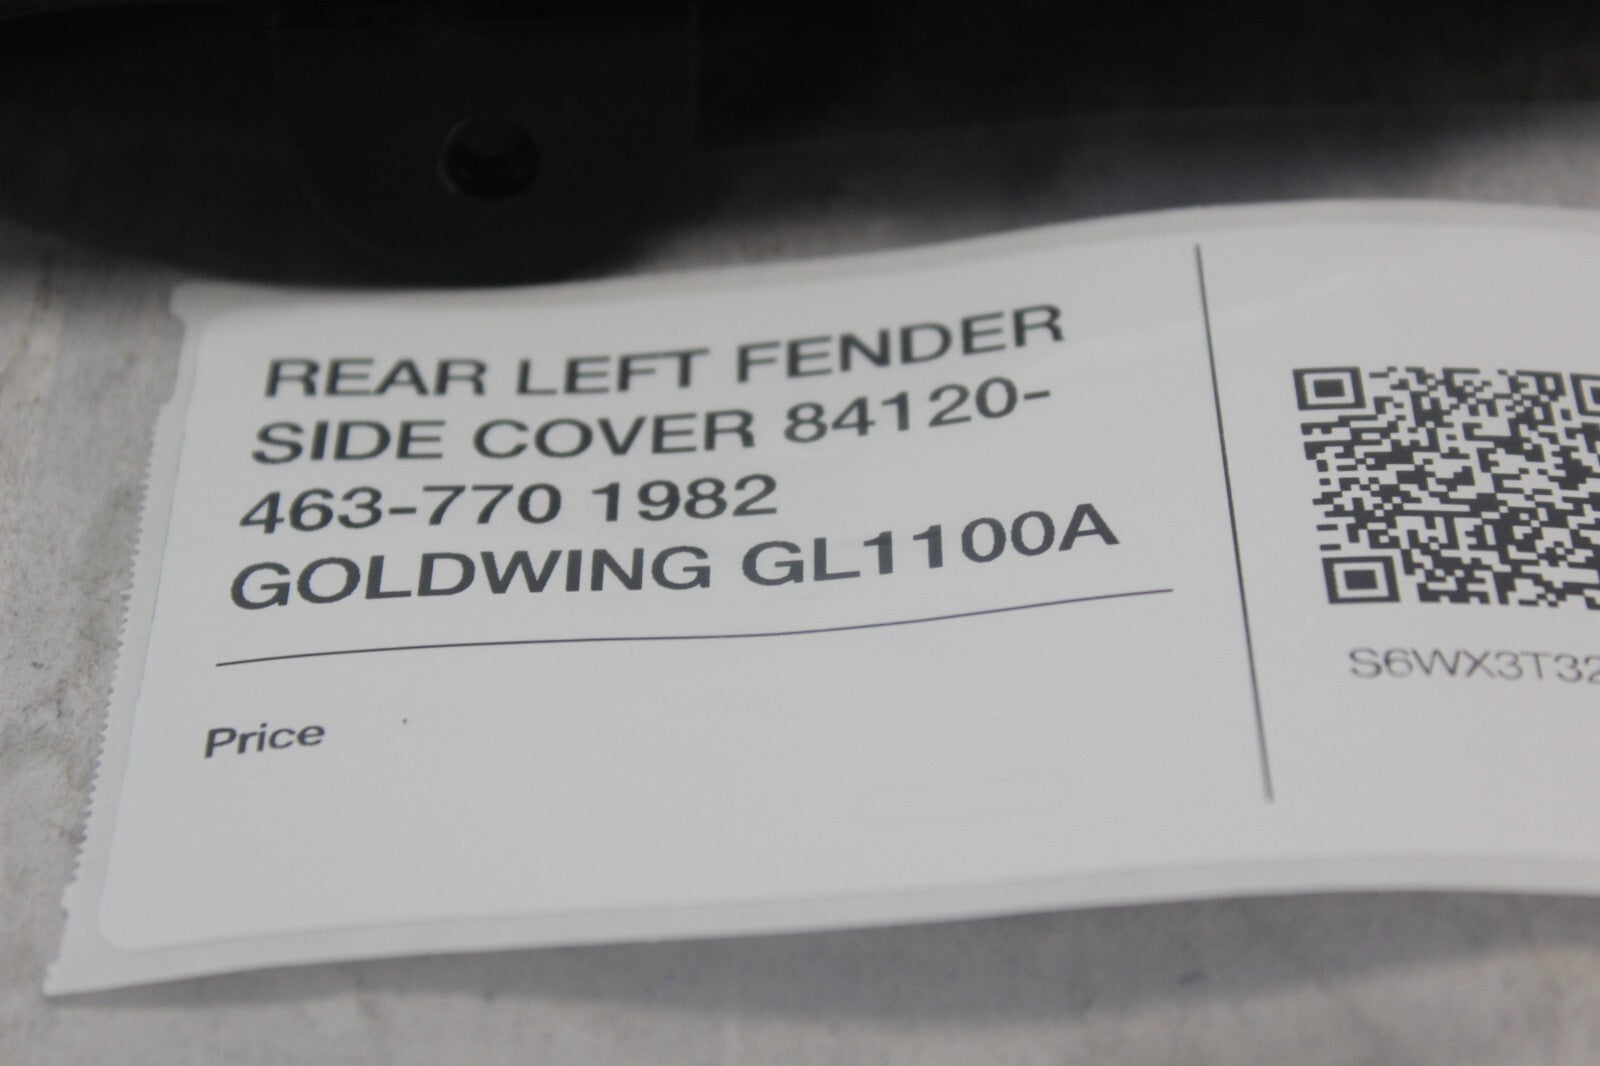 REAR LEFT FENDER
SIDE COVER 84120-
463-770 1982
GOLDWING GL1100A
Price
S6WX3T32